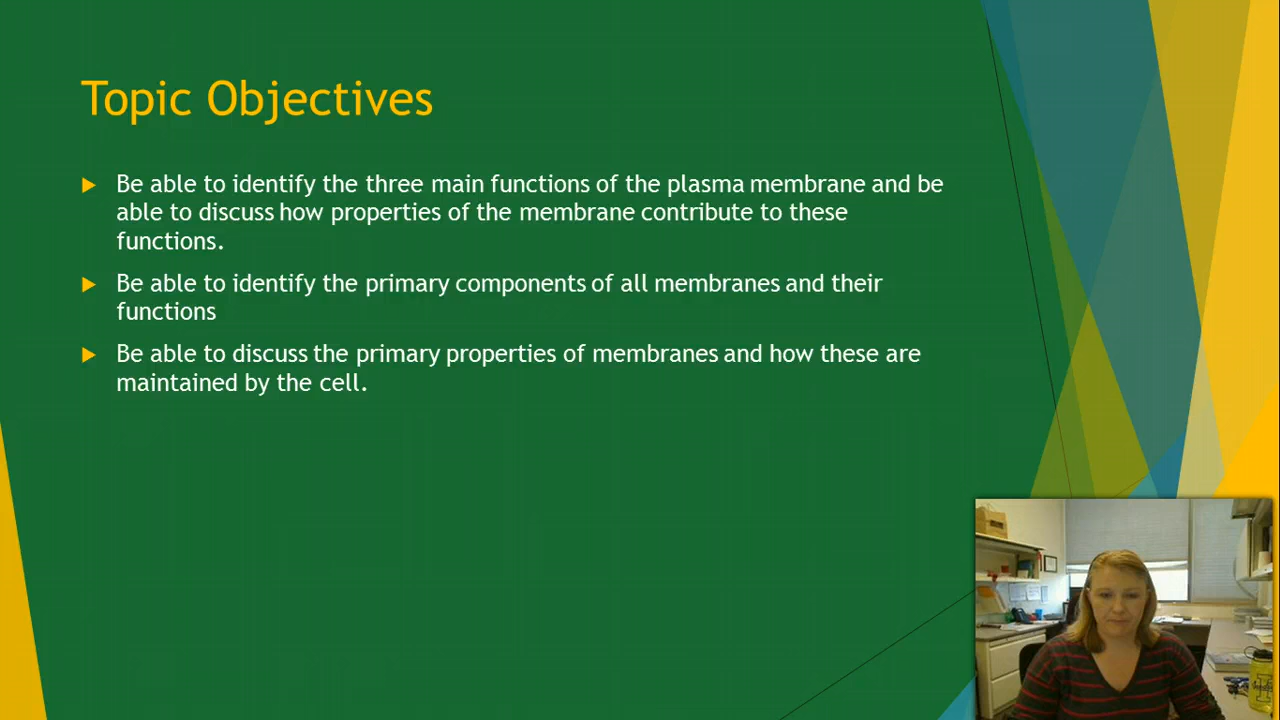 Topic Objectives
Be able to identify the three main functions of the plasma membrane and be
able to discuss how properties of the membrane contribute to these
functions.
Be able to identify the primary components of all membranes and their
functions
Be able to discuss the primary properties of membranes and how these are
maintained by the cell.